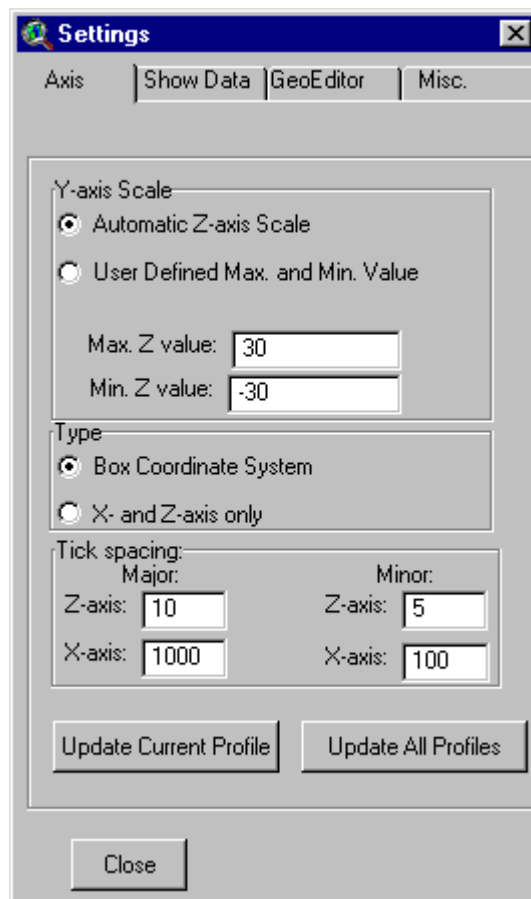 Settings
Axis Show Data GeoEditor Misc.
Y-axis Scale
Automatic Z-axis Scale
User Defined Max. and Min. Value
Max. Z value: 30
Min. Z value: -30
Type
Box Coordinate System
X- and Z-axis only
Tick spacing:
Major: Minor:
Z-axis: 10 Z-axis: 5
X-axis: 1000 X-axis: 100
Update Current Profile Update All Profiles
Close